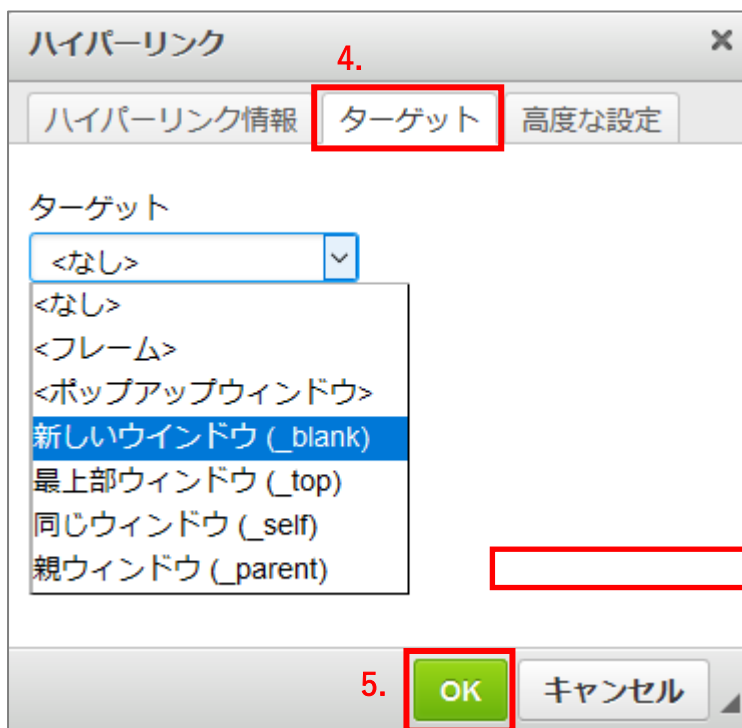 ハイパーリンク
4.
ハイパーリンク情報 ターゲット 高度な設定
ターゲット
<なし>
<なし>
<フレーム>
<ポップアップウィンドウ>
新しいウインドウ (_blank)
最上部ウィンドウ (_top)
同じウィンドウ (_self)
親ウィンドウ (_parent)
5. OK キャンセル